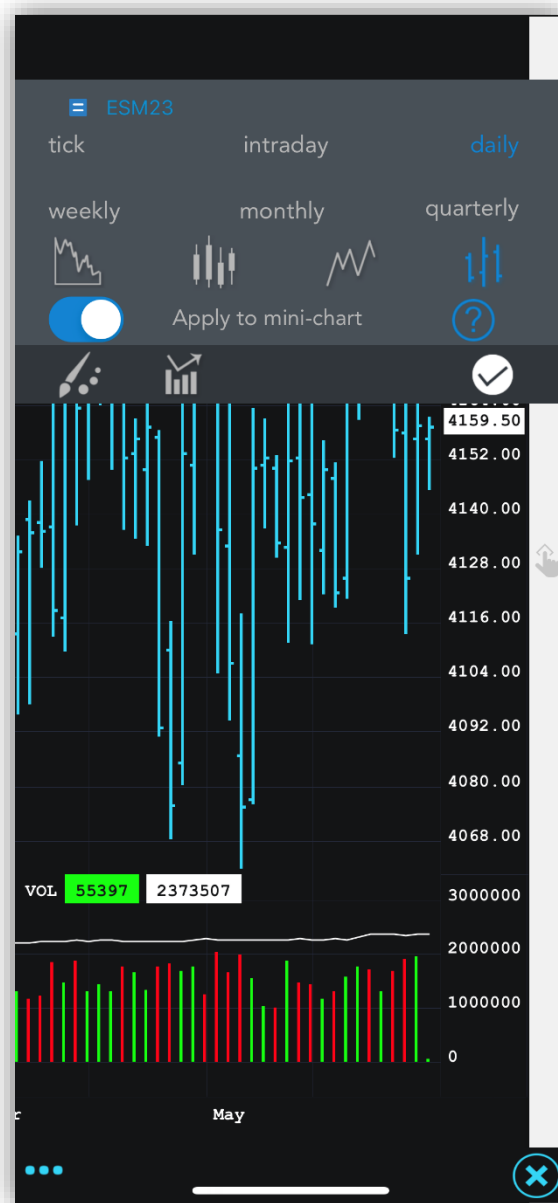 ESM23
tick intraday daily
weekly monthly quarterly
Apply to mini-chart ?
4159.50
4152.00
4140.00
4128.00
4116.00
4104.00
4092.00
4080.00
4068.00
VOL 55397 2373507
3000000
2000000
1000000
0
May